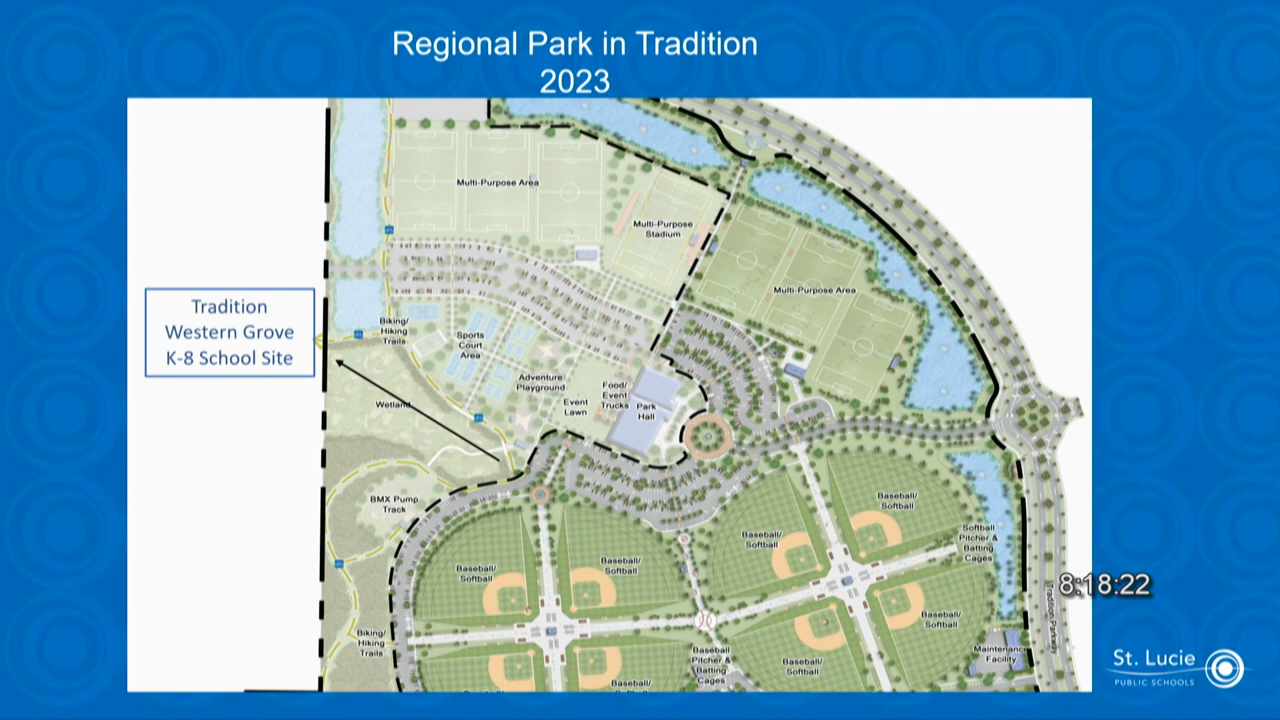 Regional Park in Tradition
2023
Multi-Purpose Area
Multi-Purpose
Stadium
Multi-Purpose Area
Tradition
Western Grove
K-8 School Site
Biking/
Hiking
Trails
Sports
Court
Area
Adventure
Playground
Event
Lawn
Food/
Event
Trucks
Park
Hall
Wetland
BMX Pump
Track
Baseball/
Softball
Baseball/
Softball
Baseball/
Softball
Baseball/
Softball
Softball
Pitcher &
Batting
Cages
Baseball/
Softball
Biking/
Hiking
Trails
Baseball
Pitcher &
Batting
Cages
Baseball/
Softball
Baseball/
Maintenance
Facility
Tradition Parkway
8:18:22
St. Lucie
PUBLIC SCHOOLS